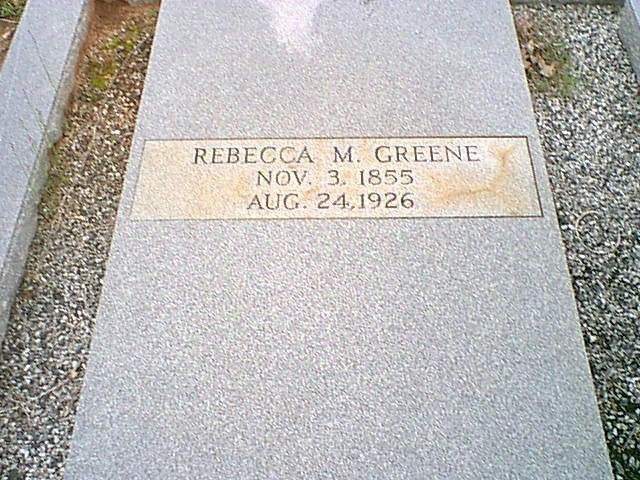 REBECCA M. GREENE
NOV. 3. 1855
AUG. 24, 1926